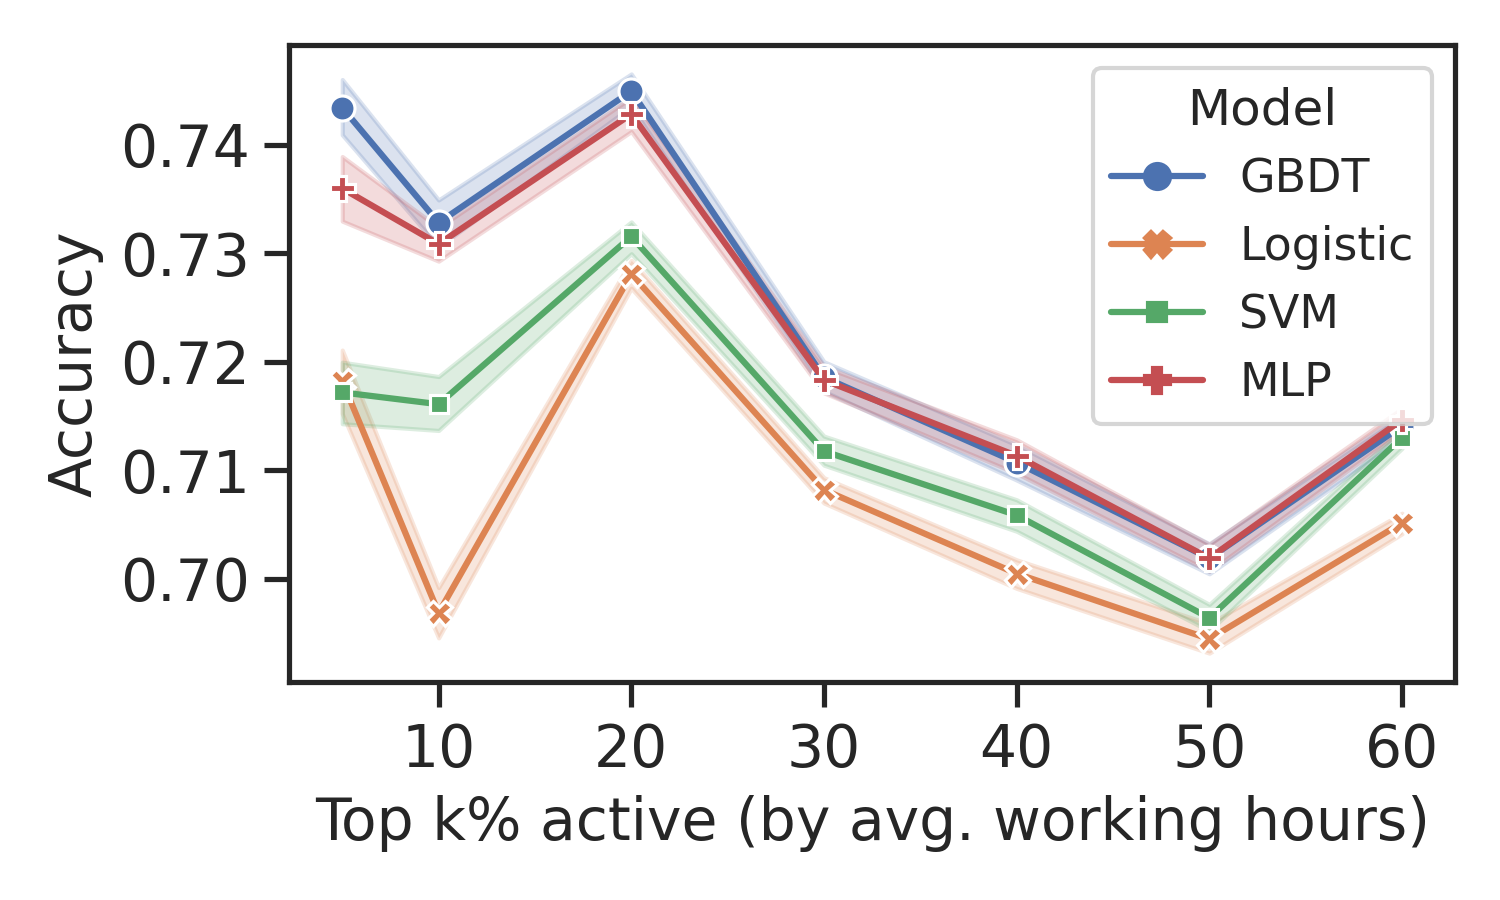 Model
GBDT
Logistic
SVM
MLP
Accuracy
0.74
0.73
0.72
0.71
0.70
10 20 30 40 50 60
Top k% active (by avg. working hours)